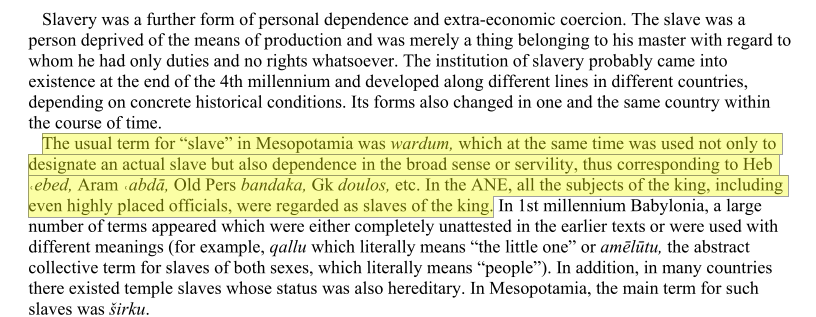 Slavery was a further form of personal dependence and extra-economic coercion. The slave was a
person deprived of the means of production and was merely a thing belonging to his master with regard to
whom he had only duties and no rights whatsoever. The institution of slavery probably came into
existence at the end of the 4th millennium and developed along different lines in different countries,
depending on concrete historical conditions. Its forms also changed in one and the same country within
the course of time.
The usual term for “slave” in Mesopotamia was wardum, which at the same time was used not only to
designate an actual slave but also dependence in the broad sense or servility, thus corresponding to Heb
˓ebed, Aram ˓abdā, Old Pers bandaka, Gk doulos, etc. In the ANE, all the subjects of the king, including
even highly placed officials, were regarded as slaves of the king. In 1st millennium Babylonia, a large
number of terms appeared which were either completely unattested in the earlier texts or were used with
different meanings (for example, qallu which literally means “the little one” or amēlūtu, the abstract
collective term for slaves of both sexes, which literally means “people”). In addition, in many countries
there existed temple slaves whose status was also hereditary. In Mesopotamia, the main term for such
slaves was širku.